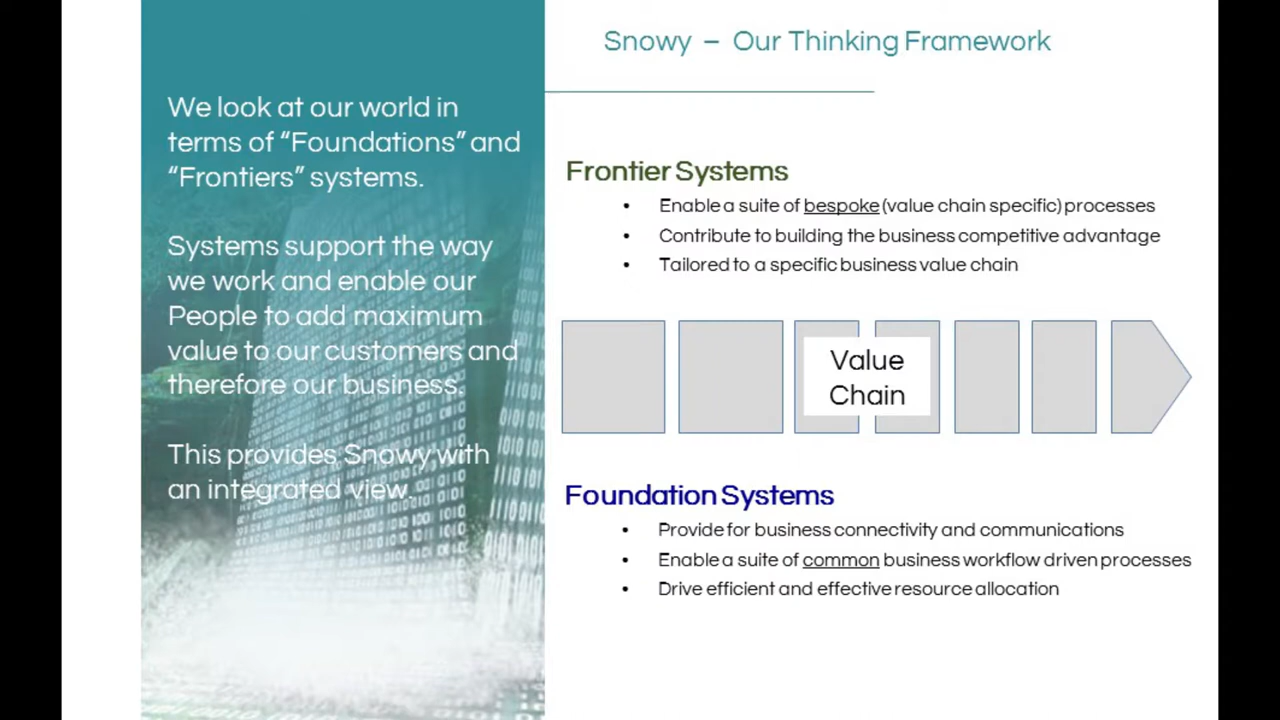 Snowy – Our Thinking Framework
We look at our world in
terms of “Foundations” and
“Frontiers” systems.
Systems support the way
we work and enable our
People to add maximum
value to our customers and
therefore our business.
This provides Snowy with
an integrated view.
Frontier Systems
• Enable a suite of bespoke (value chain specific) processes
• Contribute to building the business competitive advantage
• Tailored to a specific business value chain
Value
Chain
Foundation Systems
• Provide for business connectivity and communications
• Enable a suite of common business workflow driven processes
• Drive efficient and effective resource allocation